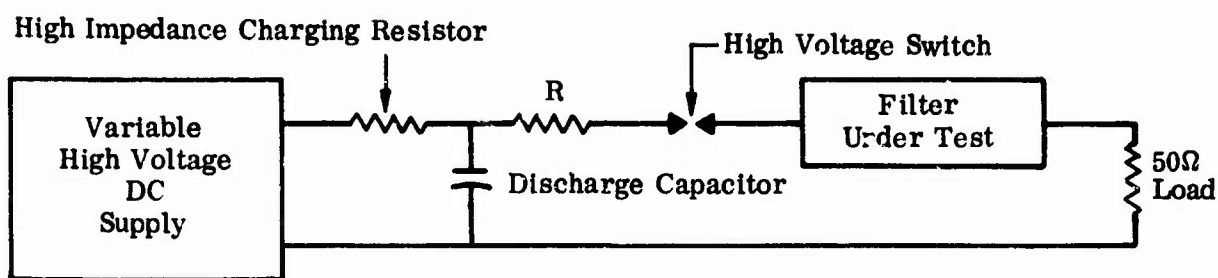 High Impedance Charging Resistor
High Voltage Switch
R
Variable
High Voltage
DC
Supply
Filter
Under Test
Discharge Capacitor
50Ω
Load